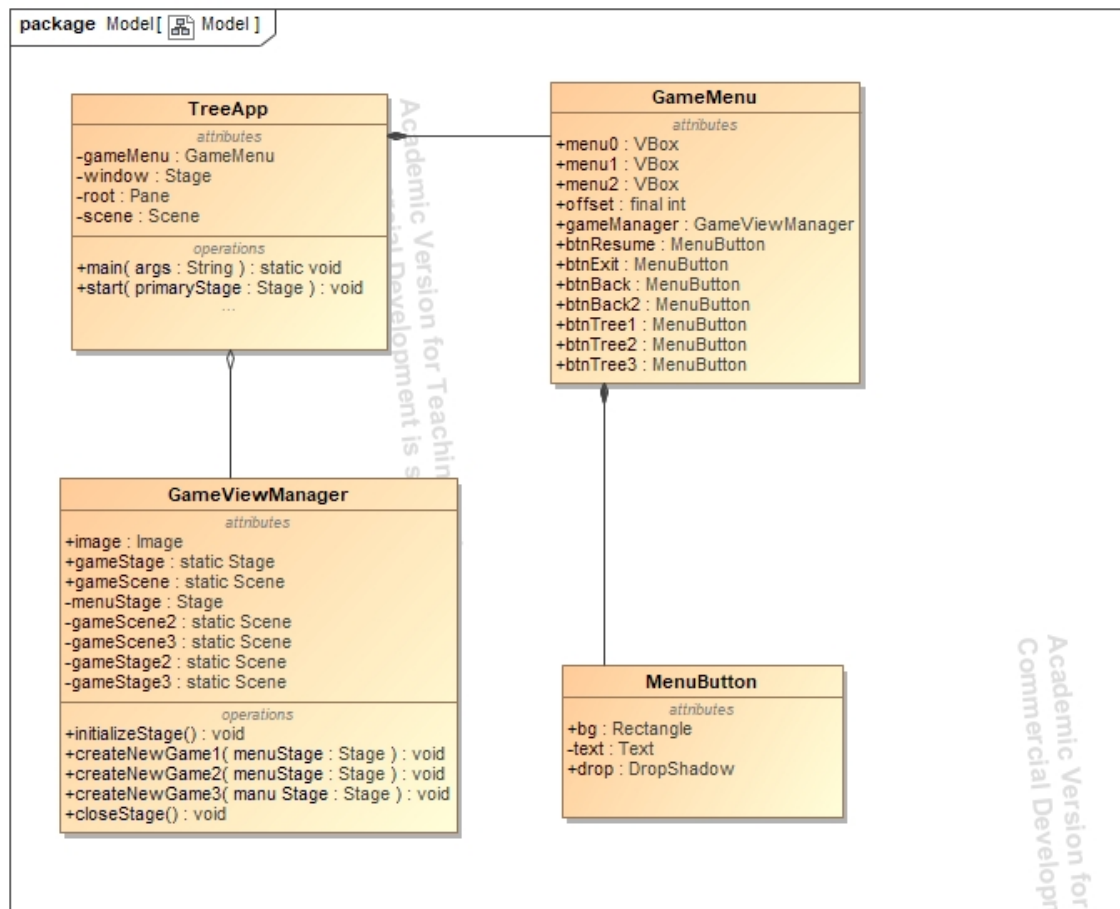 package Model[ Model ]
TreeApp
attributes
-gameMenu : GameMenu
-window : Stage
-root : Pane
-scene : Scene
operations
+main( args : String ) : static void
+start( primaryStage : Stage ) : void
...
GameMenu
attributes
+menu0 : VBox
+menu1 : VBox
+menu2 : VBox
+offset : final int
+gameManager : GameViewManager
+btnResume : MenuButton
+btnExit : MenuButton
+btnBack : MenuButton
+btnBack2 : MenuButton
+btnTree1 : MenuButton
+btnTree2 : MenuButton
+btnTree3 : MenuButton
GameViewManager
attributes
+image : Image
+gameStage : static Stage
+gameScene : static Scene
-menuStage : Stage
-gameScene2 : static Scene
-gameScene3 : static Scene
-gameStage2 : static Scene
-gameStage3 : static Scene
operations
+initializeStage() : void
+createNewGame1( menuStage : Stage ) : void
+createNewGame2( menuStage : Stage ) : void
+createNewGame3( manu Stage : Stage ) : void
+closeStage() : void
MenuButton
attributes
+bg : Rectangle
-text : Text
+drop : DropShadow
Academic Version for
Development is
Academic Version for
Commercial